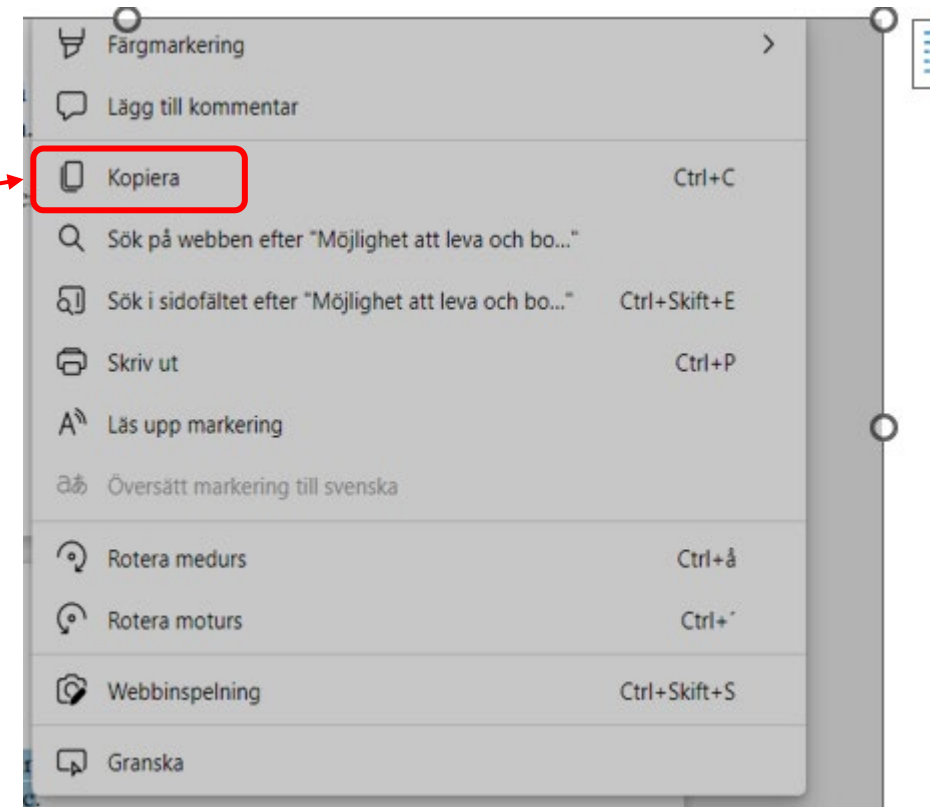 Färgmarkering
Lägg till kommentar
Kopiera Ctrl+C
Sök på webben efter "Möjlighet att leva och bo..."
Sök i sidofältet efter "Möjlighet att leva och bo..." Ctrl+Skift+E
Skriv ut Ctrl+P
Läs upp markering
Översätt markering till svenska
Rotera medurs Ctrl+å
Rotera moturs Ctrl+´
Webbinspelning Ctrl+Skift+S
Granska